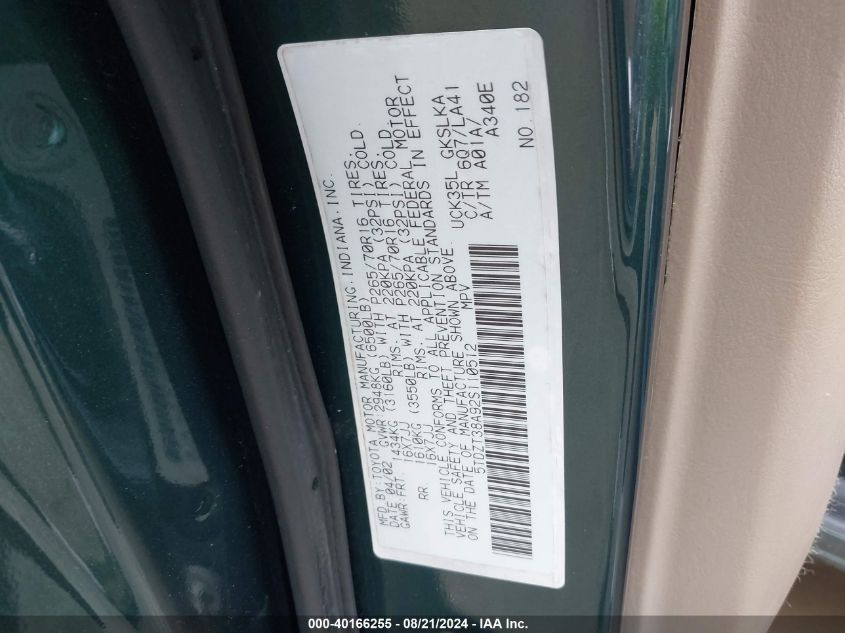 MFD. BY: TOYOTA MOTOR MANUFACTURING, INDIANA, INC.
DATE 04/02 GVWR: 2948KG (6500LB)
GAWR: FRT. 1434KG (3160LB) WITH P265/70R16 TIRES,
16X7JJ RIMS, AT 220KPA (32PSI) COLD.
RR. 1610KG (3550LB) WITH P265/70R16 TIRES,
16X7JJ RIMS, AT 220KPA (32PSI) COLD.
THIS VEHICLE CONFORMS TO ALL APPLICABLE FEDERAL MOTOR
VEHICLE SAFETY AND THEFT PREVENTION STANDARDS IN EFFECT
ON THE DATE OF MANUFACTURE SHOWN ABOVE.
5TDZT38A92S110512 MPV
UCK35L GKSLKA
C/TR 6Q7/LA41
A/TM A01A/
A340E
NO. 182
000-40166255 - 08/21/2024 - IAA Inc.